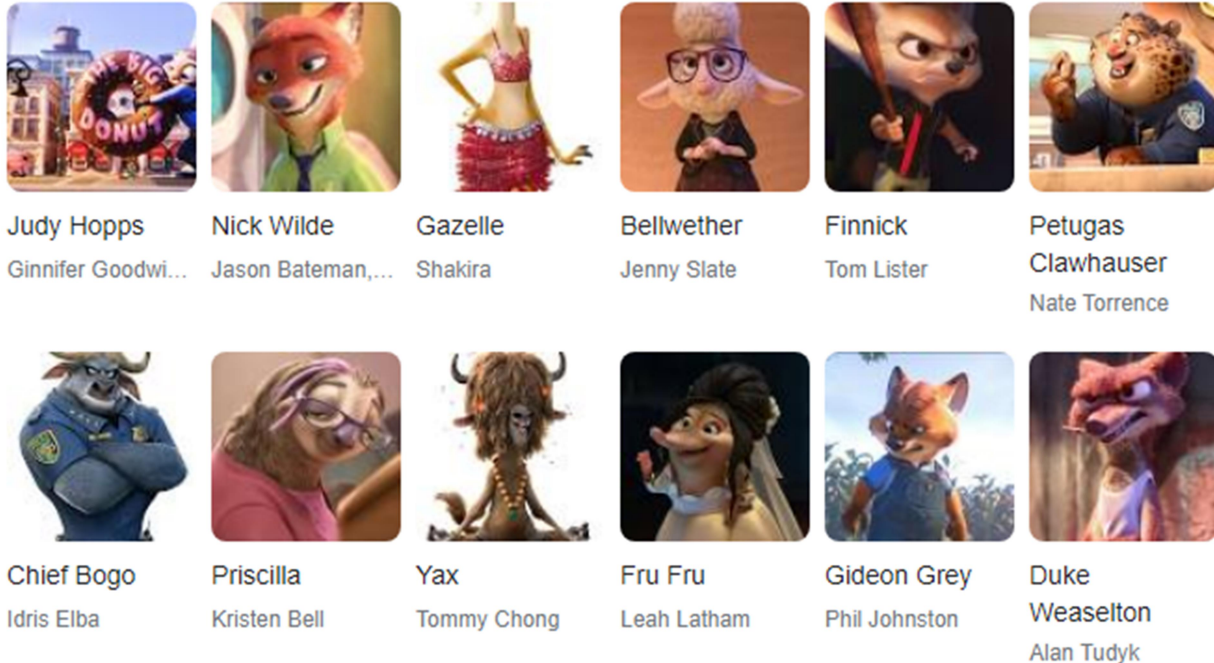 THE BIG
DONUT
Judy Hopps
Ginnifer Goodwi...
Nick Wilde
Jason Bateman,...
Gazelle
Shakira
Bellwether
Jenny Slate
Finnick
Tom Lister
Petugas
Clawhauser
Nate Torrence
Chief Bogo
Idris Elba
Priscilla
Kristen Bell
Yax
Tommy Chong
Fru Fru
Leah Latham
Gideon Grey
Phil Johnston
Duke
Weaselton
Alan Tudyk